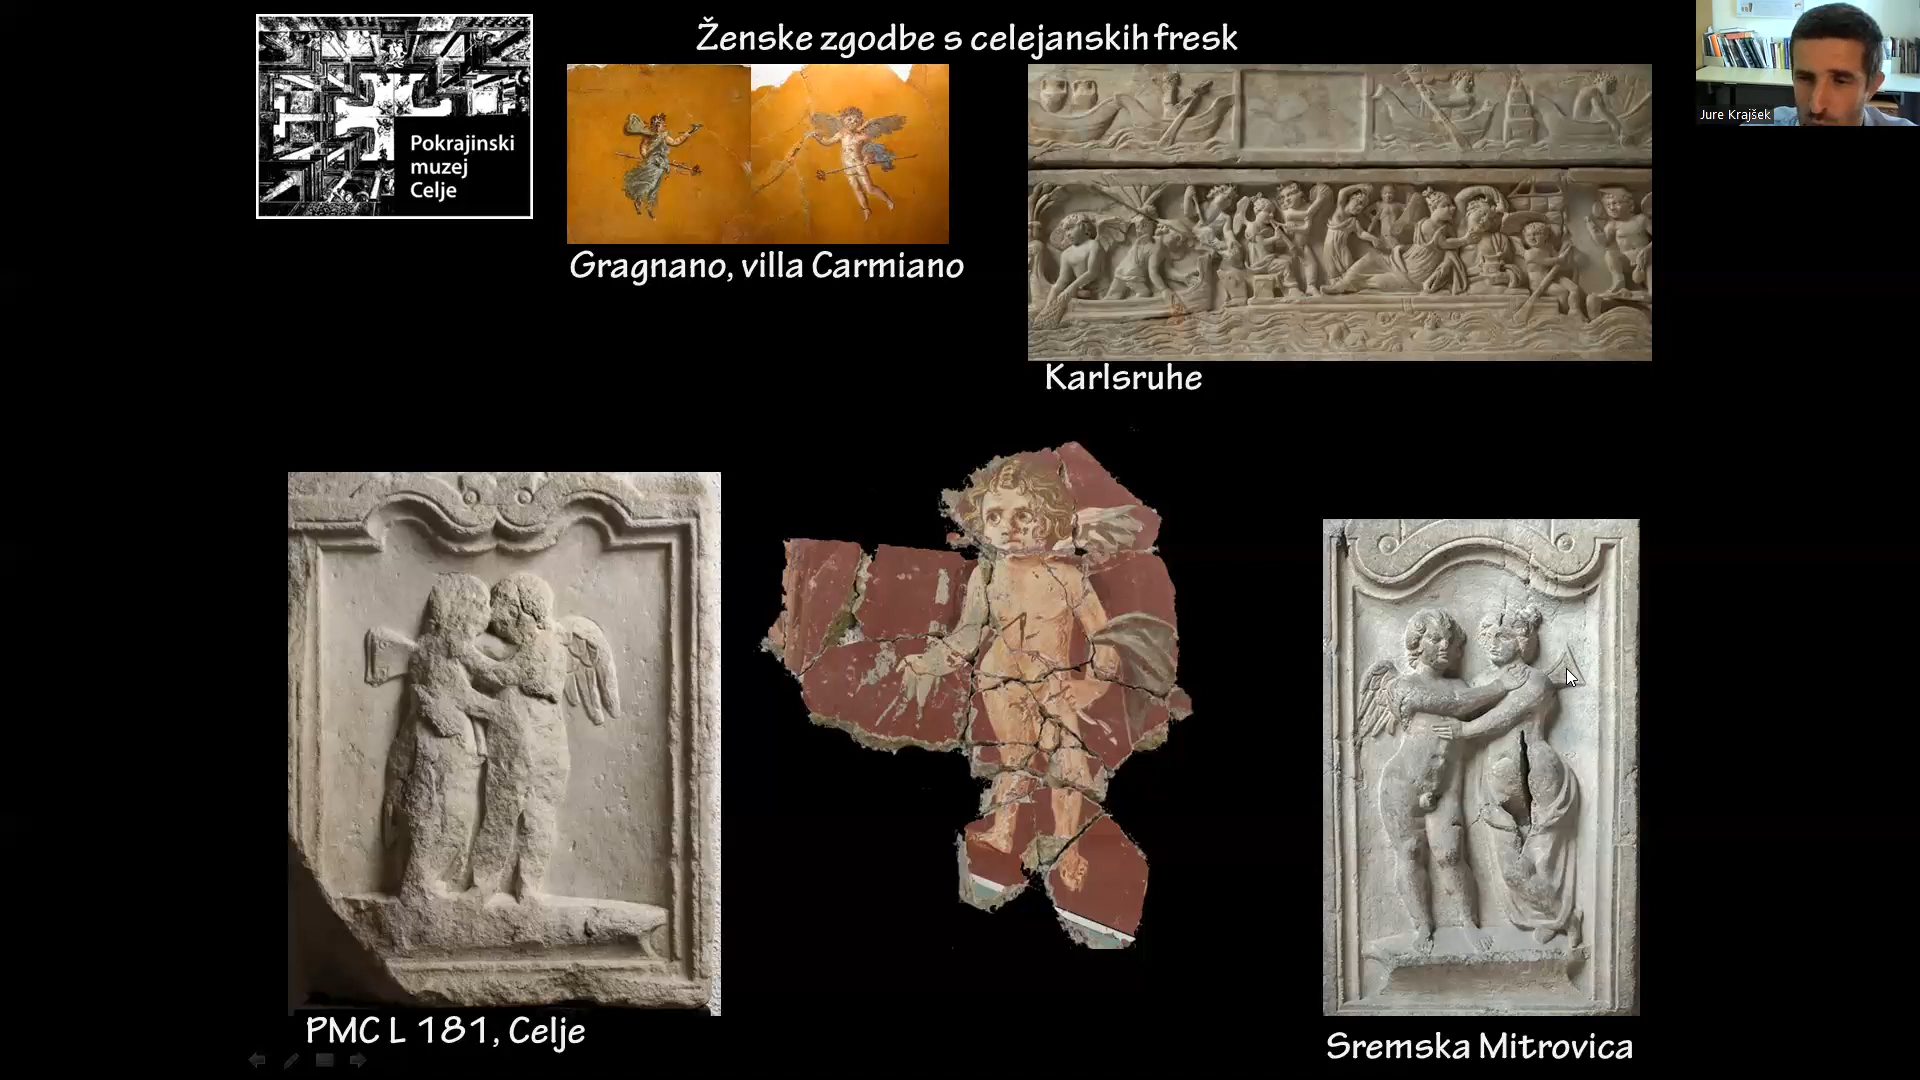 Ženske zgodbe s celejanskih fresk
Pokrajinski
muzej
Celje
Jure Krajšek
Gragnano, villa Carmiano
Karlsruhe
PMC L 181, Celje
Sremska Mitrovica